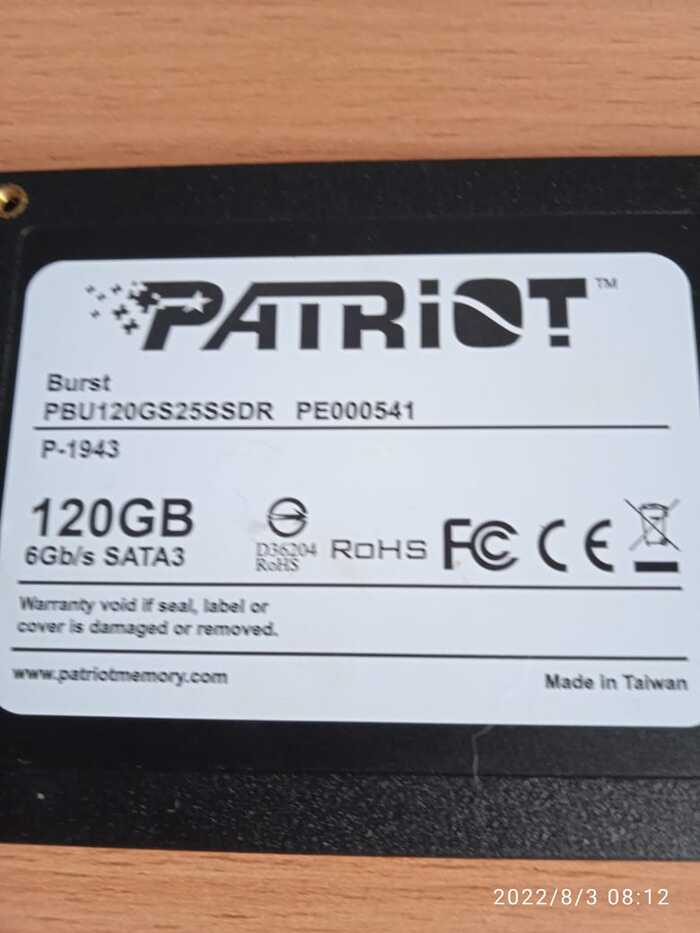 PATRiOT™
Burst
PBU120GS25SSDR PE000541
P-1943
120GB
6Gb/s SATA3
D36204
RoHS
RoHS
FC CE
Warranty void if seal, label or
cover is damaged or removed.
www.patriotmemory.com
Made in Taiwan
2022/8/3 08:12